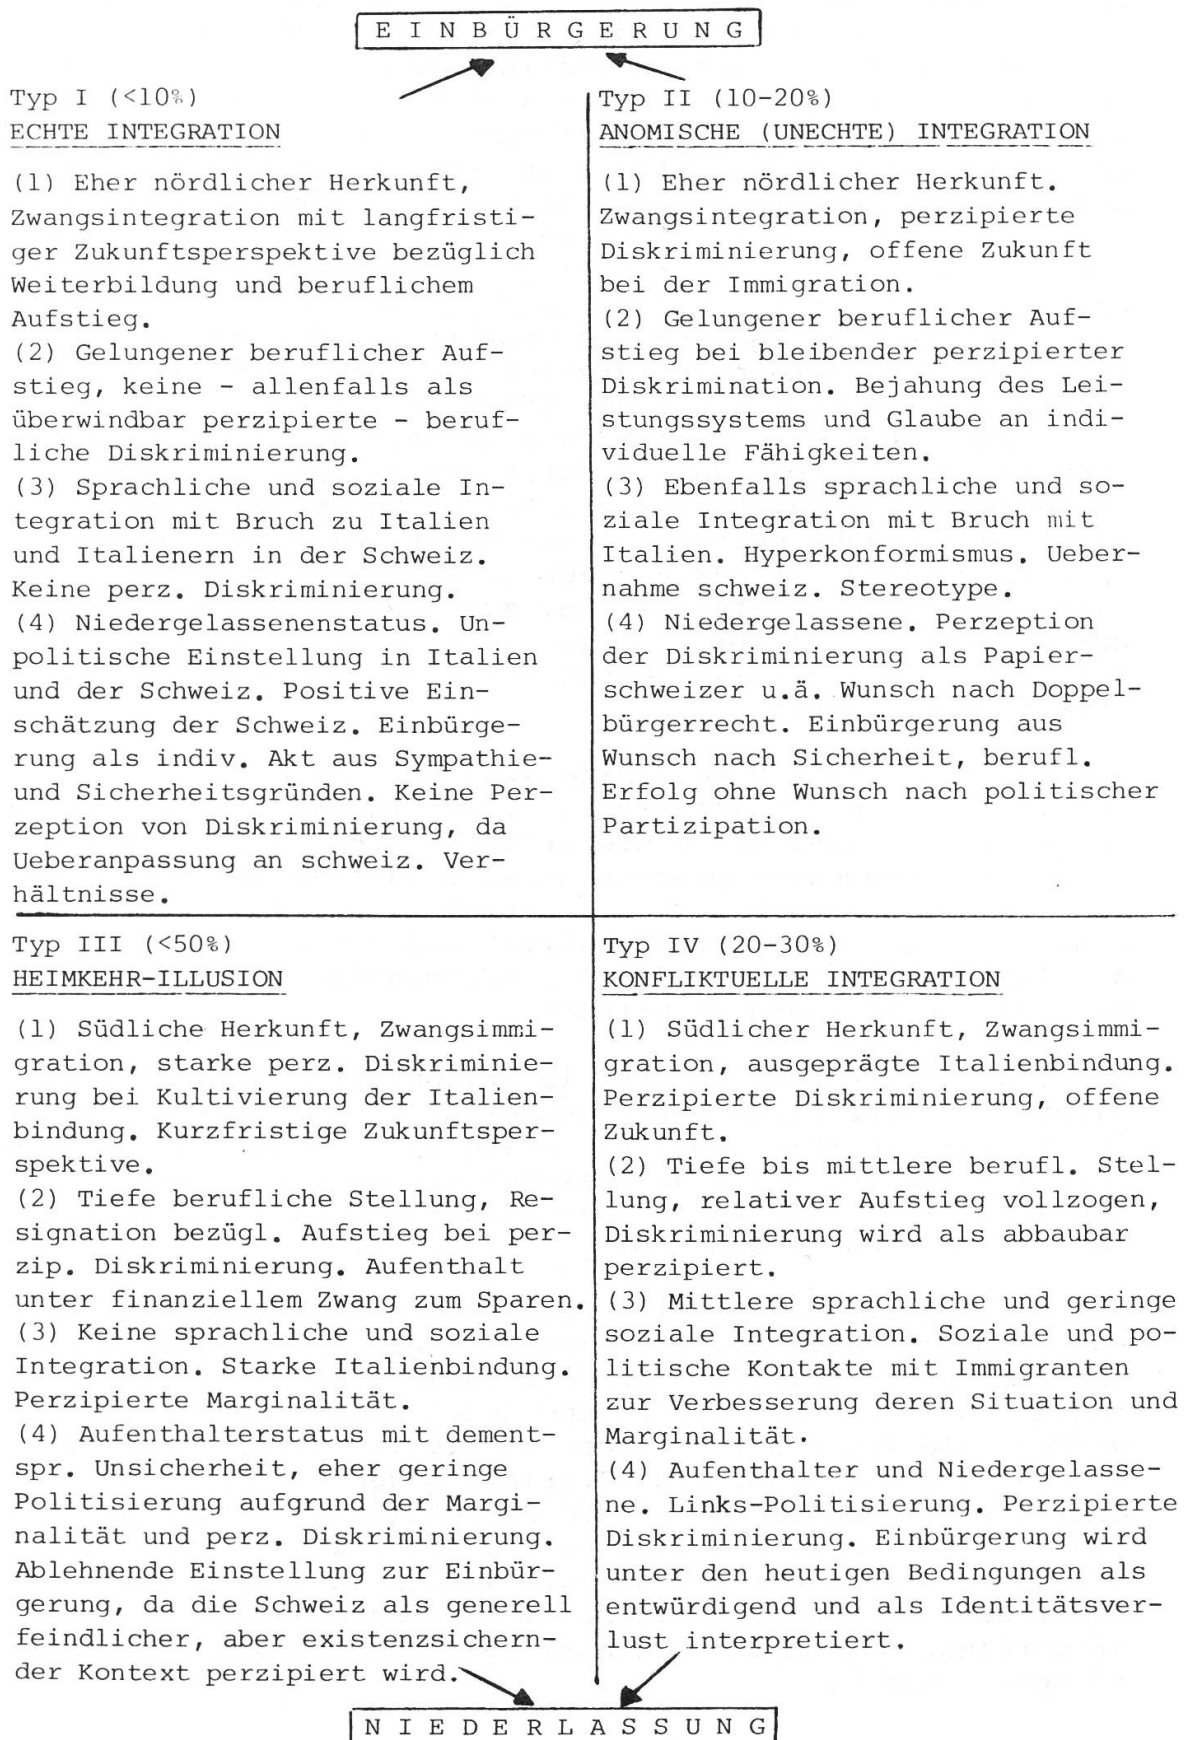 E I N B Ü R G E R U N G
Typ I (<10%)
ECHTE INTEGRATION
(1) Eher nördlicher Herkunft,
Zwangsintegration mit langfristi-
ger Zukunftsperspektive bezüglich
Weiterbildung und beruflichem
Aufstieg.
(2) Gelungener beruflicher Auf-
stieg, keine - allenfalls als
überwindbar perzipierte - beruf-
liche Diskriminierung.
(3) Sprachliche und soziale In-
tegration mit Bruch zu Italien
und Italienern in der Schweiz.
Keine perz. Diskriminierung.
(4) Niedergelassenenstatus. Un-
politische Einstellung in Italien
und der Schweiz. Positive Ein-
schätzung der Schweiz. Einbürge-
rung als indiv. Akt aus Sympathie-
und Sicherheitsgründen. Keine Per-
zeption von Diskriminierung, da
Ueberanpassung an schweiz. Ver-
hältnisse.
Typ II (10-20%)
ANOMISCHE (UNECHTE) INTEGRATION
(1) Eher nördlicher Herkunft.
Zwangsintegration, perzipierte
Diskriminierung, offene Zukunft
bei der Immigration.
(2) Gelungener beruflicher Auf-
stieg bei bleibender perzipierter
Diskrimination. Bejahung des Lei-
stungssystems und Glaube an indi-
viduelle Fähigkeiten.
(3) Ebenfalls sprachliche und so-
ziale Integration mit Bruch mit
Italien. Hyperkonformismus. Ueber-
nahme schweiz. Stereotype.
(4) Niedergelassene. Perzeption
der Diskriminierung als Papier-
schweizer u.ä. Wunsch nach Doppel-
bürgerrecht. Einbürgerung aus
Wunsch nach Sicherheit, berufl.
Erfolg ohne Wunsch nach politischer
Partizipation.
Typ III (<50%)
HEIMKEHR-ILLUSION
(1) Südliche Herkunft, Zwangsimmi-
gration, starke perz. Diskriminie-
rung bei Kultivierung der Italien-
bindung. Kurzfristige Zukunftsper-
spektive.
(2) Tiefe berufliche Stellung, Re-
signation bezügl. Aufstieg bei per-
zip. Diskriminierung. Aufenthalt
unter finanziellem Zwang zum Sparen.
(3) Keine sprachliche und soziale
Integration. Starke Italienbindung.
Perzipierte Marginalität.
(4) Aufenthalterstatus mit dement-
spr. Unsicherheit, eher geringe
Politisierung aufgrund der Margi-
nalität und perz. Diskriminierung.
Ablehnende Einstellung zur Einbür-
gerung, da die Schweiz als generell
feindlicher, aber existenzsichern-
der Kontext perzipiert wird.
Typ IV (20-30%)
KONFLIKTUELLE INTEGRATION
(1) Südlicher Herkunft, Zwangsimmi-
gration, ausgeprägte Italienbindung.
Perzipierte Diskriminierung, offene
Zukunft.
(2) Tiefe bis mittlere berufl. Stel-
lung, relativer Aufstieg vollzogen,
Diskriminierung wird als abbaubar
perzipiert.
(3) Mittlere sprachliche und geringe
soziale Integration. Soziale und po-
litische Kontakte mit Immigranten
zur Verbesserung deren Situation und
Marginalität.
(4) Aufenthalter und Niedergelasse-
ne. Links-Politisierung. Perzipierte
Diskriminierung. Einbürgerung wird
unter den heutigen Bedingungen als
entwürdigend und als Identitätsver-
lust interpretiert.
N I E D E R L A S S U N G